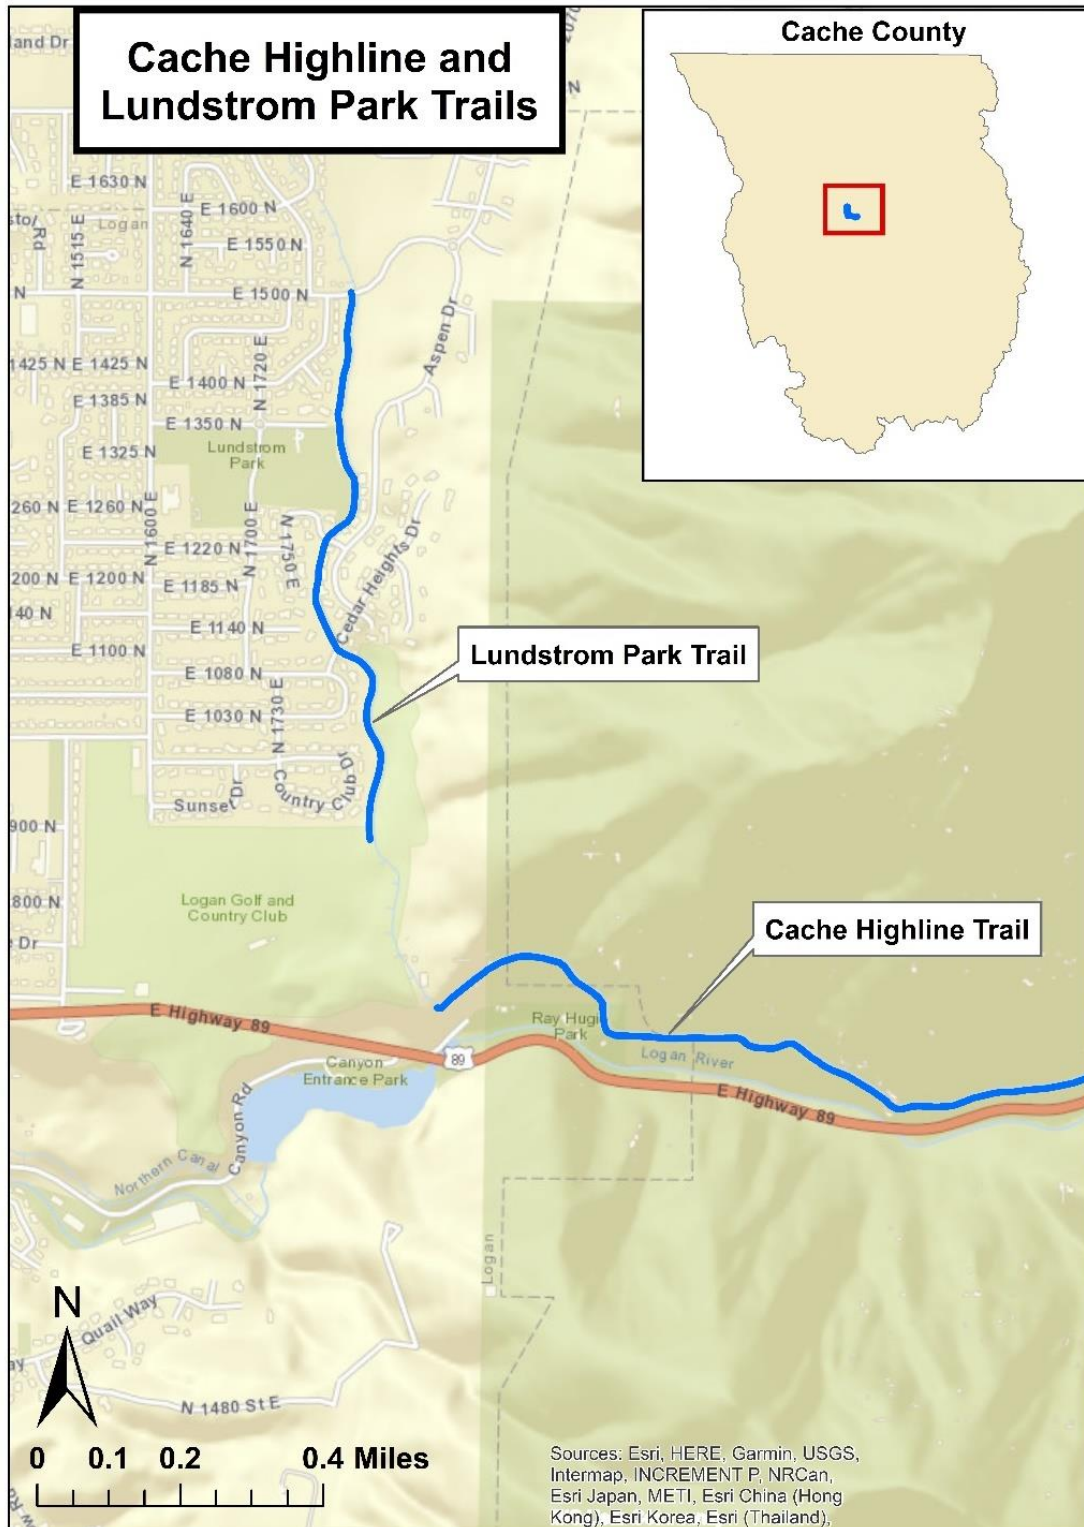 Cache Highline and
Lundstrom Park Trails
Cache County
E 1630 N
E 1600 N
Logan
N 1515 E
N 1640 E
E 1550 N
N
E 1500 N
Aspen Dr
1425 N
E 1425 N
N 1720 E
E 1400 N
E 1385 N
E 1350 N
E 1325 N
Lundstrom
Park
N 1600 E
260 N
E 1260 N
N 1700 E
N 1750 E
E 1220 N
Cedar Heights Dr
200 N
E 1200 N
E 1185 N
E 1140 N
E 1100 N
Lundstrom Park Trail
E 1080 N
E 1030 N
N 1730 E
Sunset Dr
Country Club Dr
900 N
800 N
Logan Golf and
Country Club
Dr
Cache Highline Trail
E Highway 89
Ray Hugie
Park
Logan River
89
Canyon
Entrance Park
Canyon Rd
E Highway 89
Northern Canal
Logan
N
Quail Way
N 1480 St E
0 0.1 0.2 0.4 Miles
Sources: Esri, HERE, Garmin, USGS,
Intermap, INCREMENT P, NRCan,
Esri Japan, METI, Esri China (Hong
Kong), Esri Korea, Esri (Thailand),